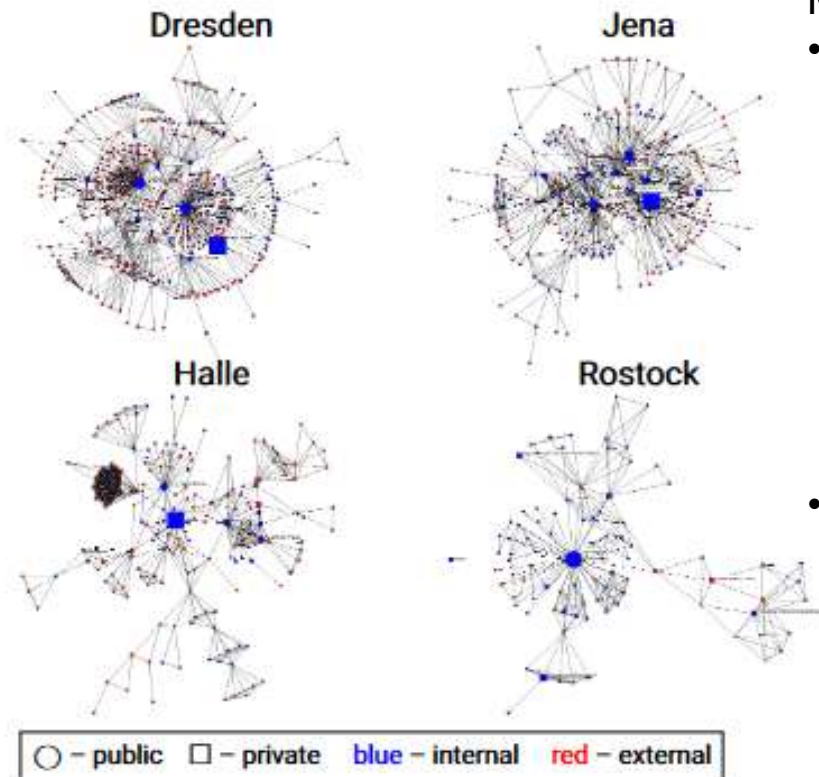 Dresden
Jena
Halle
Rostock
○ – public □ – private blue – internal red – external